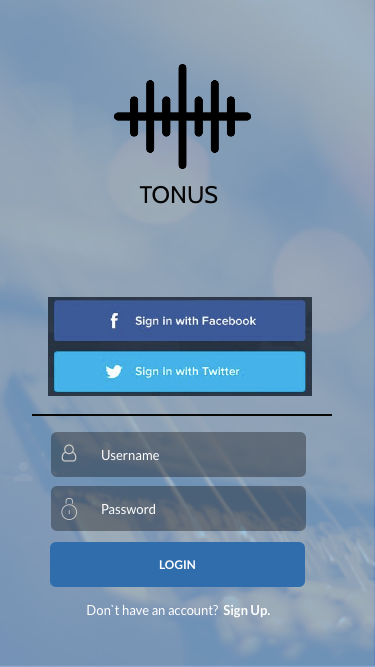 TONUS
Sign in with Facebook
Sign in with Twitter
Username
Password
LOGIN
Don`t have an account? Sign Up.